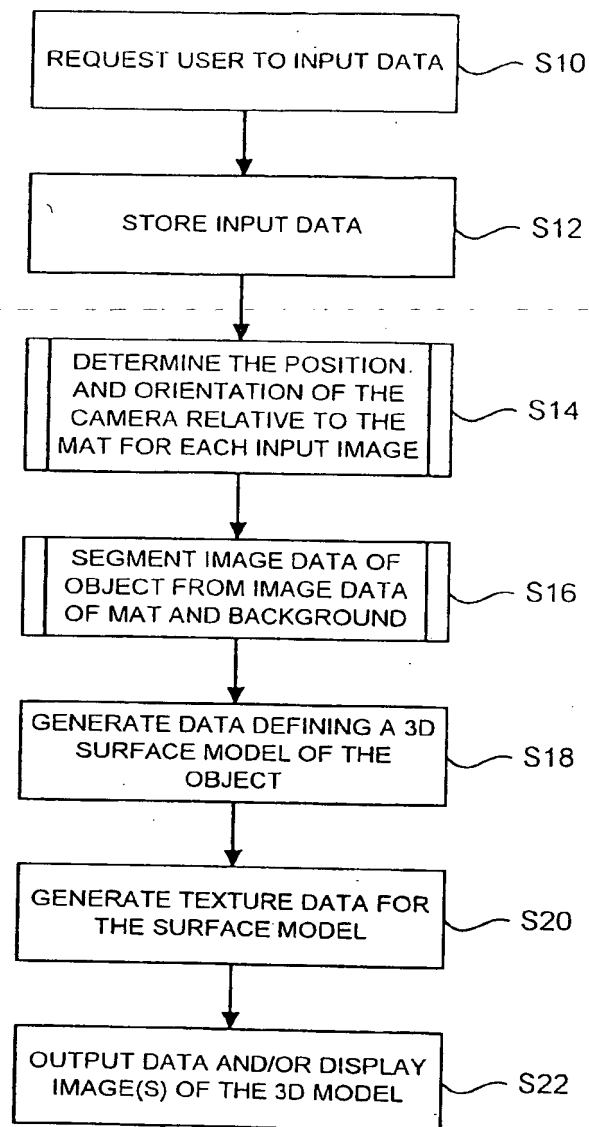 REQUEST USER TO INPUT DATA
S10
STORE INPUT DATA
S12
DETERMINE THE POSITION
AND ORIENTATION OF THE
CAMERA RELATIVE TO THE
MAT FOR EACH INPUT IMAGE
S14
SEGMENT IMAGE DATA OF
OBJECT FROM IMAGE DATA
OF MAT AND BACKGROUND
S16
GENERATE DATA DEFINING A 3D
SURFACE MODEL OF THE
OBJECT
S18
GENERATE TEXTURE DATA FOR
THE SURFACE MODEL
S20
OUTPUT DATA AND/OR DISPLAY
IMAGE(S) OF THE 3D MODEL
S22